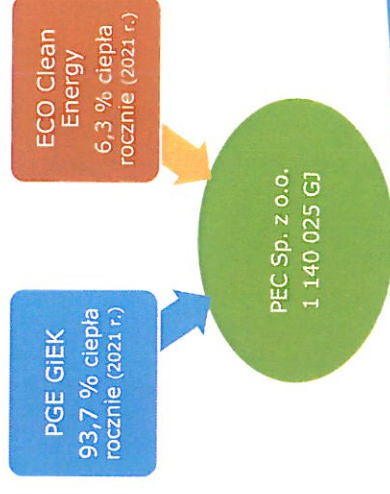 PGE GiEK
93,7 % ciepła
rocznie (2021 r.)
ECO Clean
Energy
6,3 % ciepła
rocznie (2021 r.)
PEC Sp. z o.o.
1 140 025 GJ